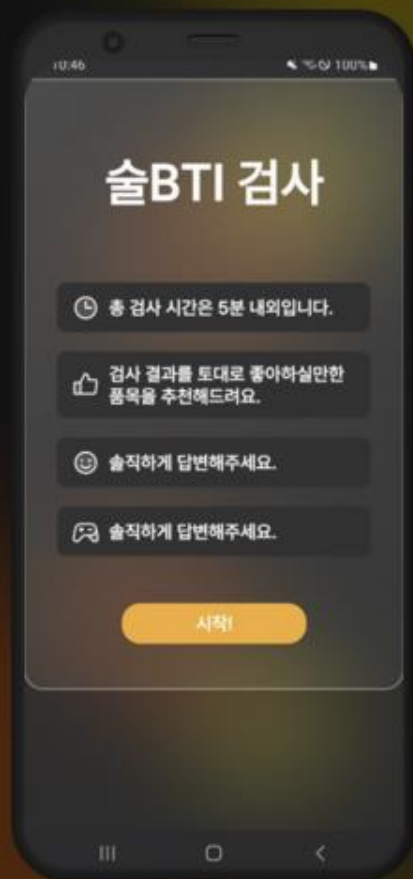 10:46
100%
술BTI 검사
총 검사 시간은 5분 내외입니다.
검사 결과를 토대로 좋아하실만한
품목을 추천해드려요.
솔직하게 답변해주세요.
솔직하게 답변해주세요.
시작!